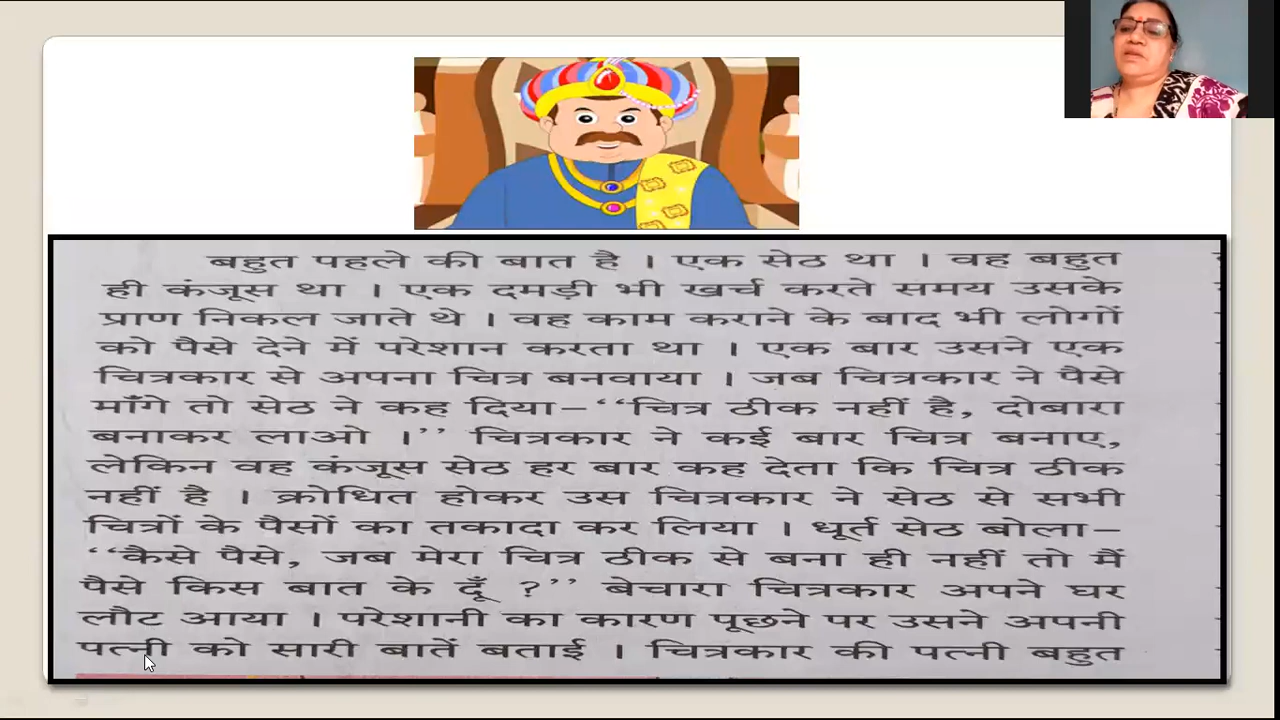 बहुत पहले की बात है । एक सेठ था । वह बहुत
ही कंजूस था । एक दमड़ी भी खर्च करते समय उसके
प्राण निकल जाते थे । वह काम कराने के बाद भी लोगों
को पैसे देने में परेशान करता था । एक बार उसने एक
चित्रकार से अपना चित्र बनवाया । जब चित्रकार ने पैसे
माँगे तो सेठ ने कह दिया–‘‘चित्र ठीक नहीं है, दोबारा
बनाकर लाओ ।’’ चित्रकार ने कई बार चित्र बनाए,
लेकिन वह कंजूस सेठ हर बार कह देता कि चित्र ठीक
नहीं है । क्रोधित होकर उस चित्रकार ने सेठ से सभी
चित्रों के पैसों का तकादा कर लिया । धूर्त सेठ बोला–
‘‘कैसे पैसे, जब मेरा चित्र ठीक से बना ही नहीं तो मैं
पैसे किस बात के दूँ ?’’ बेचारा चित्रकार अपने घर
लौट आया । परेशानी का कारण पूछने पर उसने अपनी
पत्नी को सारी बातें बताई । चित्रकार की पत्नी बहुत